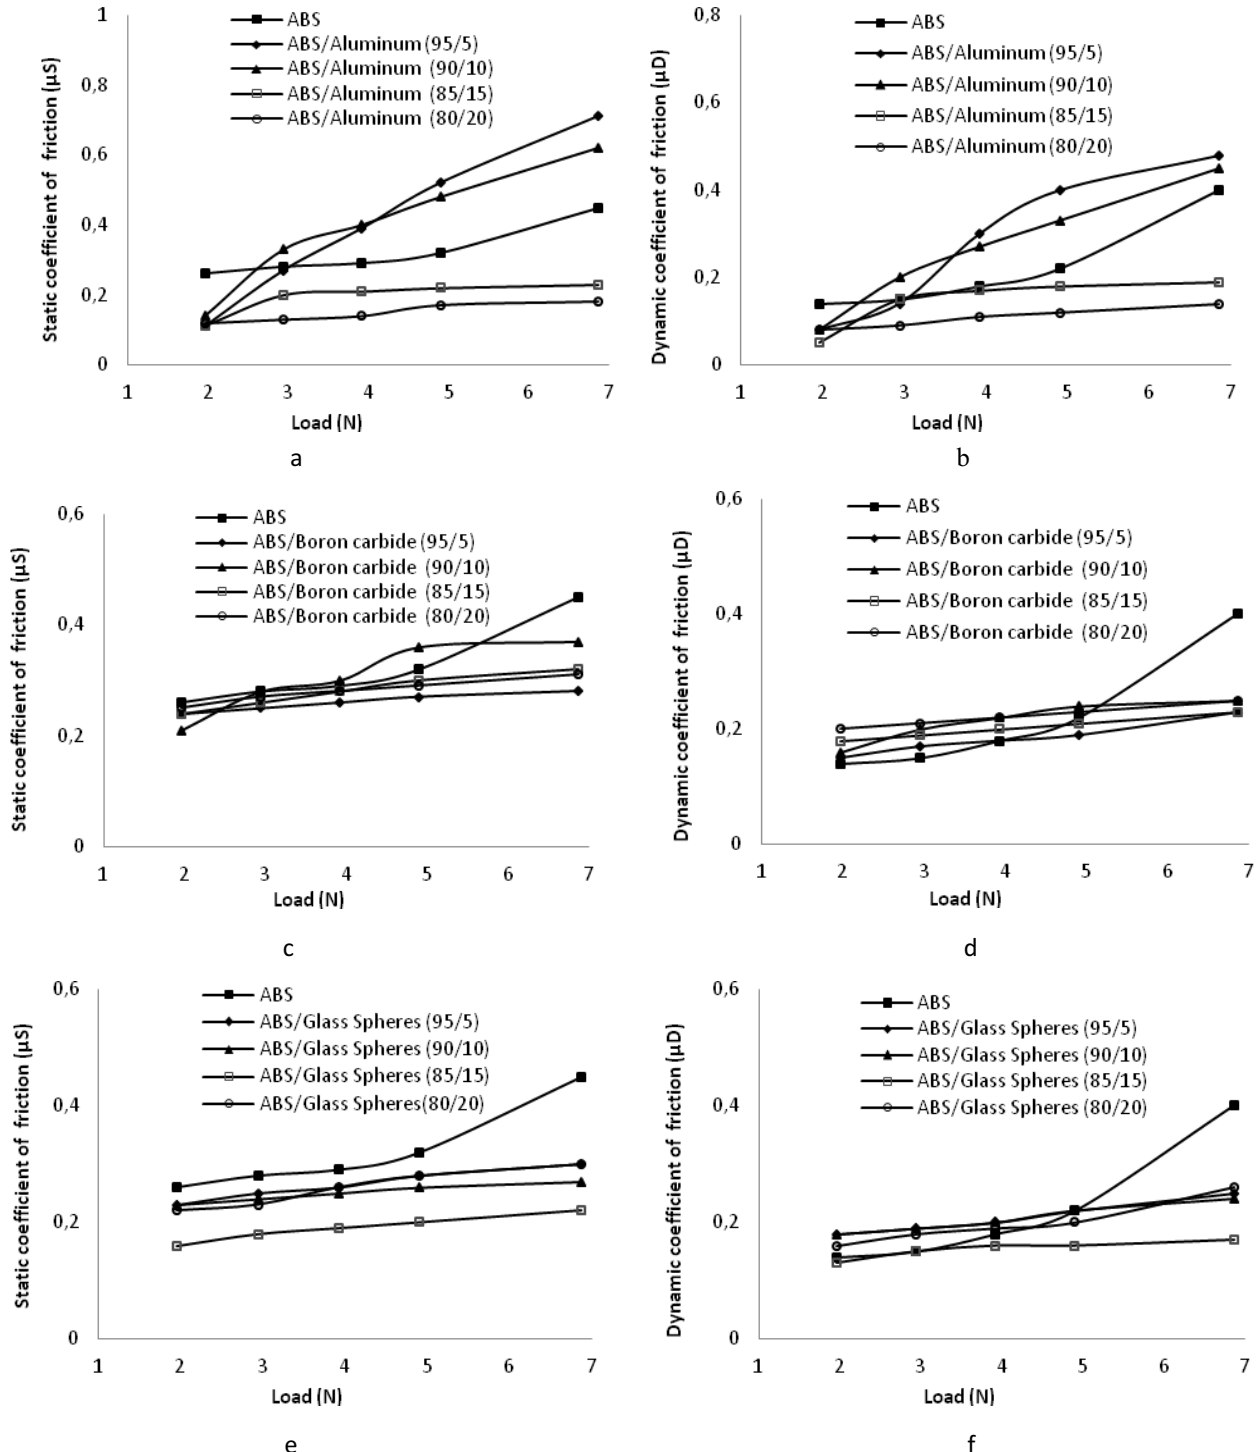 Static coefficient of friction (µS)
1
0,8
0,6
0,4
0,2
0
ABS
ABS/Aluminum (95/5)
ABS/Aluminum (90/10)
ABS/Aluminum (85/15)
ABS/Aluminum (80/20)
1 2 3 4 5 6 7
Load (N)
a
Dynamic coefficient of friction (µD)
0,8
0,6
0,4
0,2
0
ABS
ABS/Aluminum (95/5)
ABS/Aluminum (90/10)
ABS/Aluminum (85/15)
ABS/Aluminum (80/20)
1 2 3 4 5 6 7
Load (N)
b
Static coefficient of friction (µS)
0,6
0,4
0,2
0
ABS
ABS/Boron carbide (95/5)
ABS/Boron carbide (90/10)
ABS/Boron carbide (85/15)
ABS/Boron carbide (80/20)
1 2 3 4 5 6 7
Load (N)
c
Dynamic coefficient of friction (µD)
0,6
0,4
0,2
0
ABS
ABS/Boron carbide (95/5)
ABS/Boron carbide (90/10)
ABS/Boron carbide (85/15)
ABS/Boron carbide (80/20)
1 2 3 4 5 6 7
Load (N)
d
Static coefficient of friction (µS)
0,6
0,4
0,2
0
ABS
ABS/Glass Spheres (95/5)
ABS/Glass Spheres (90/10)
ABS/Glass Spheres (85/15)
ABS/Glass Spheres(80/20)
1 2 3 4 5 6 7
Load (N)
e
Dynamic coefficient of friction (µD)
0,6
0,4
0,2
0
ABS
ABS/Glass Spheres (95/5)
ABS/Glass Spheres (90/10)
ABS/Glass Spheres (85/15)
ABS/Glass Spheres (80/20)
1 2 3 4 5 6 7
Load (N)
f